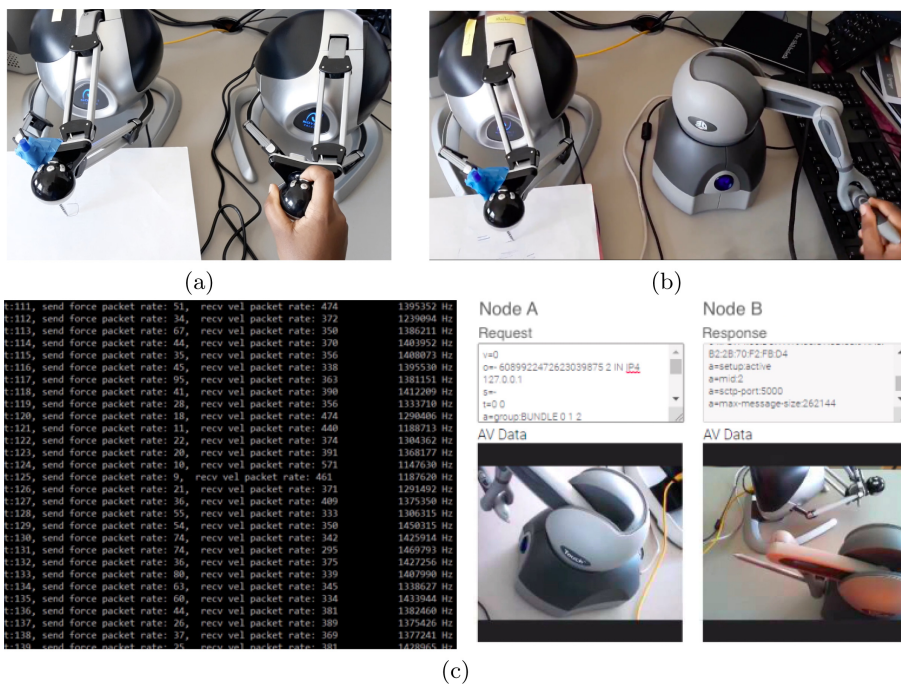 (a)
(b)
t:111, send force packet rate: 51, recv vel packet rate: 474 1395352 Hz
t:112, send force packet rate: 34, recv vel packet rate: 372 1239094 Hz
t:113, send force packet rate: 67, recv vel packet rate: 350 1386211 Hz
t:114, send force packet rate: 44, recv vel packet rate: 370 1403952 Hz
t:115, send force packet rate: 35, recv vel packet rate: 356 1408073 Hz
t:116, send force packet rate: 45, recv vel packet rate: 338 1395530 Hz
t:117, send force packet rate: 95, recv vel packet rate: 363 1381151 Hz
t:118, send force packet rate: 41, recv vel packet rate: 390 1412209 Hz
t:119, send force packet rate: 28, recv vel packet rate: 356 1333710 Hz
t:120, send force packet rate: 18, recv vel packet rate: 474 1290406 Hz
t:121, send force packet rate: 11, recv vel packet rate: 440 1188713 Hz
t:122, send force packet rate: 22, recv vel packet rate: 374 1304362 Hz
t:123, send force packet rate: 20, recv vel packet rate: 391 1368177 Hz
t:124, send force packet rate: 10, recv vel packet rate: 571 1147630 Hz
t:125, send force packet rate: 9, recv vel packet rate: 461 1187620 Hz
t:126, send force packet rate: 21, recv vel packet rate: 371 1291492 Hz
t:127, send force packet rate: 36, recv vel packet rate: 409 1375350 Hz
t:128, send force packet rate: 55, recv vel packet rate: 333 1306315 Hz
t:129, send force packet rate: 54, recv vel packet rate: 350 1450315 Hz
t:130, send force packet rate: 74, recv vel packet rate: 342 1425914 Hz
t:131, send force packet rate: 74, recv vel packet rate: 295 1469793 Hz
t:132, send force packet rate: 36, recv vel packet rate: 375 1427256 Hz
t:133, send force packet rate: 80, recv vel packet rate: 339 1407990 Hz
t:134, send force packet rate: 63, recv vel packet rate: 345 1338627 Hz
t:135, send force packet rate: 60, recv vel packet rate: 334 1433944 Hz
t:136, send force packet rate: 44, recv vel packet rate: 381 1382460 Hz
t:137, send force packet rate: 26, recv vel packet rate: 389 1375426 Hz
t:138, send force packet rate: 37, recv vel packet rate: 369 1377241 Hz
t:139, send force packet rate: 25, recv vel packet rate: 381 1428965 Hz
Node A
Request
v=0
o=- 6089922472623039875 2 IN IP4
127.0.0.1
s=-
t=0 0
a=group:BUNDLE 0 1 2
AV Data
Touch
Node B
Response
B2:2B:70:F2:FB:D4
a=setup:active
a=mid:2
a=sctp-port:5000
a=max-message-size:262144
AV Data
(c)